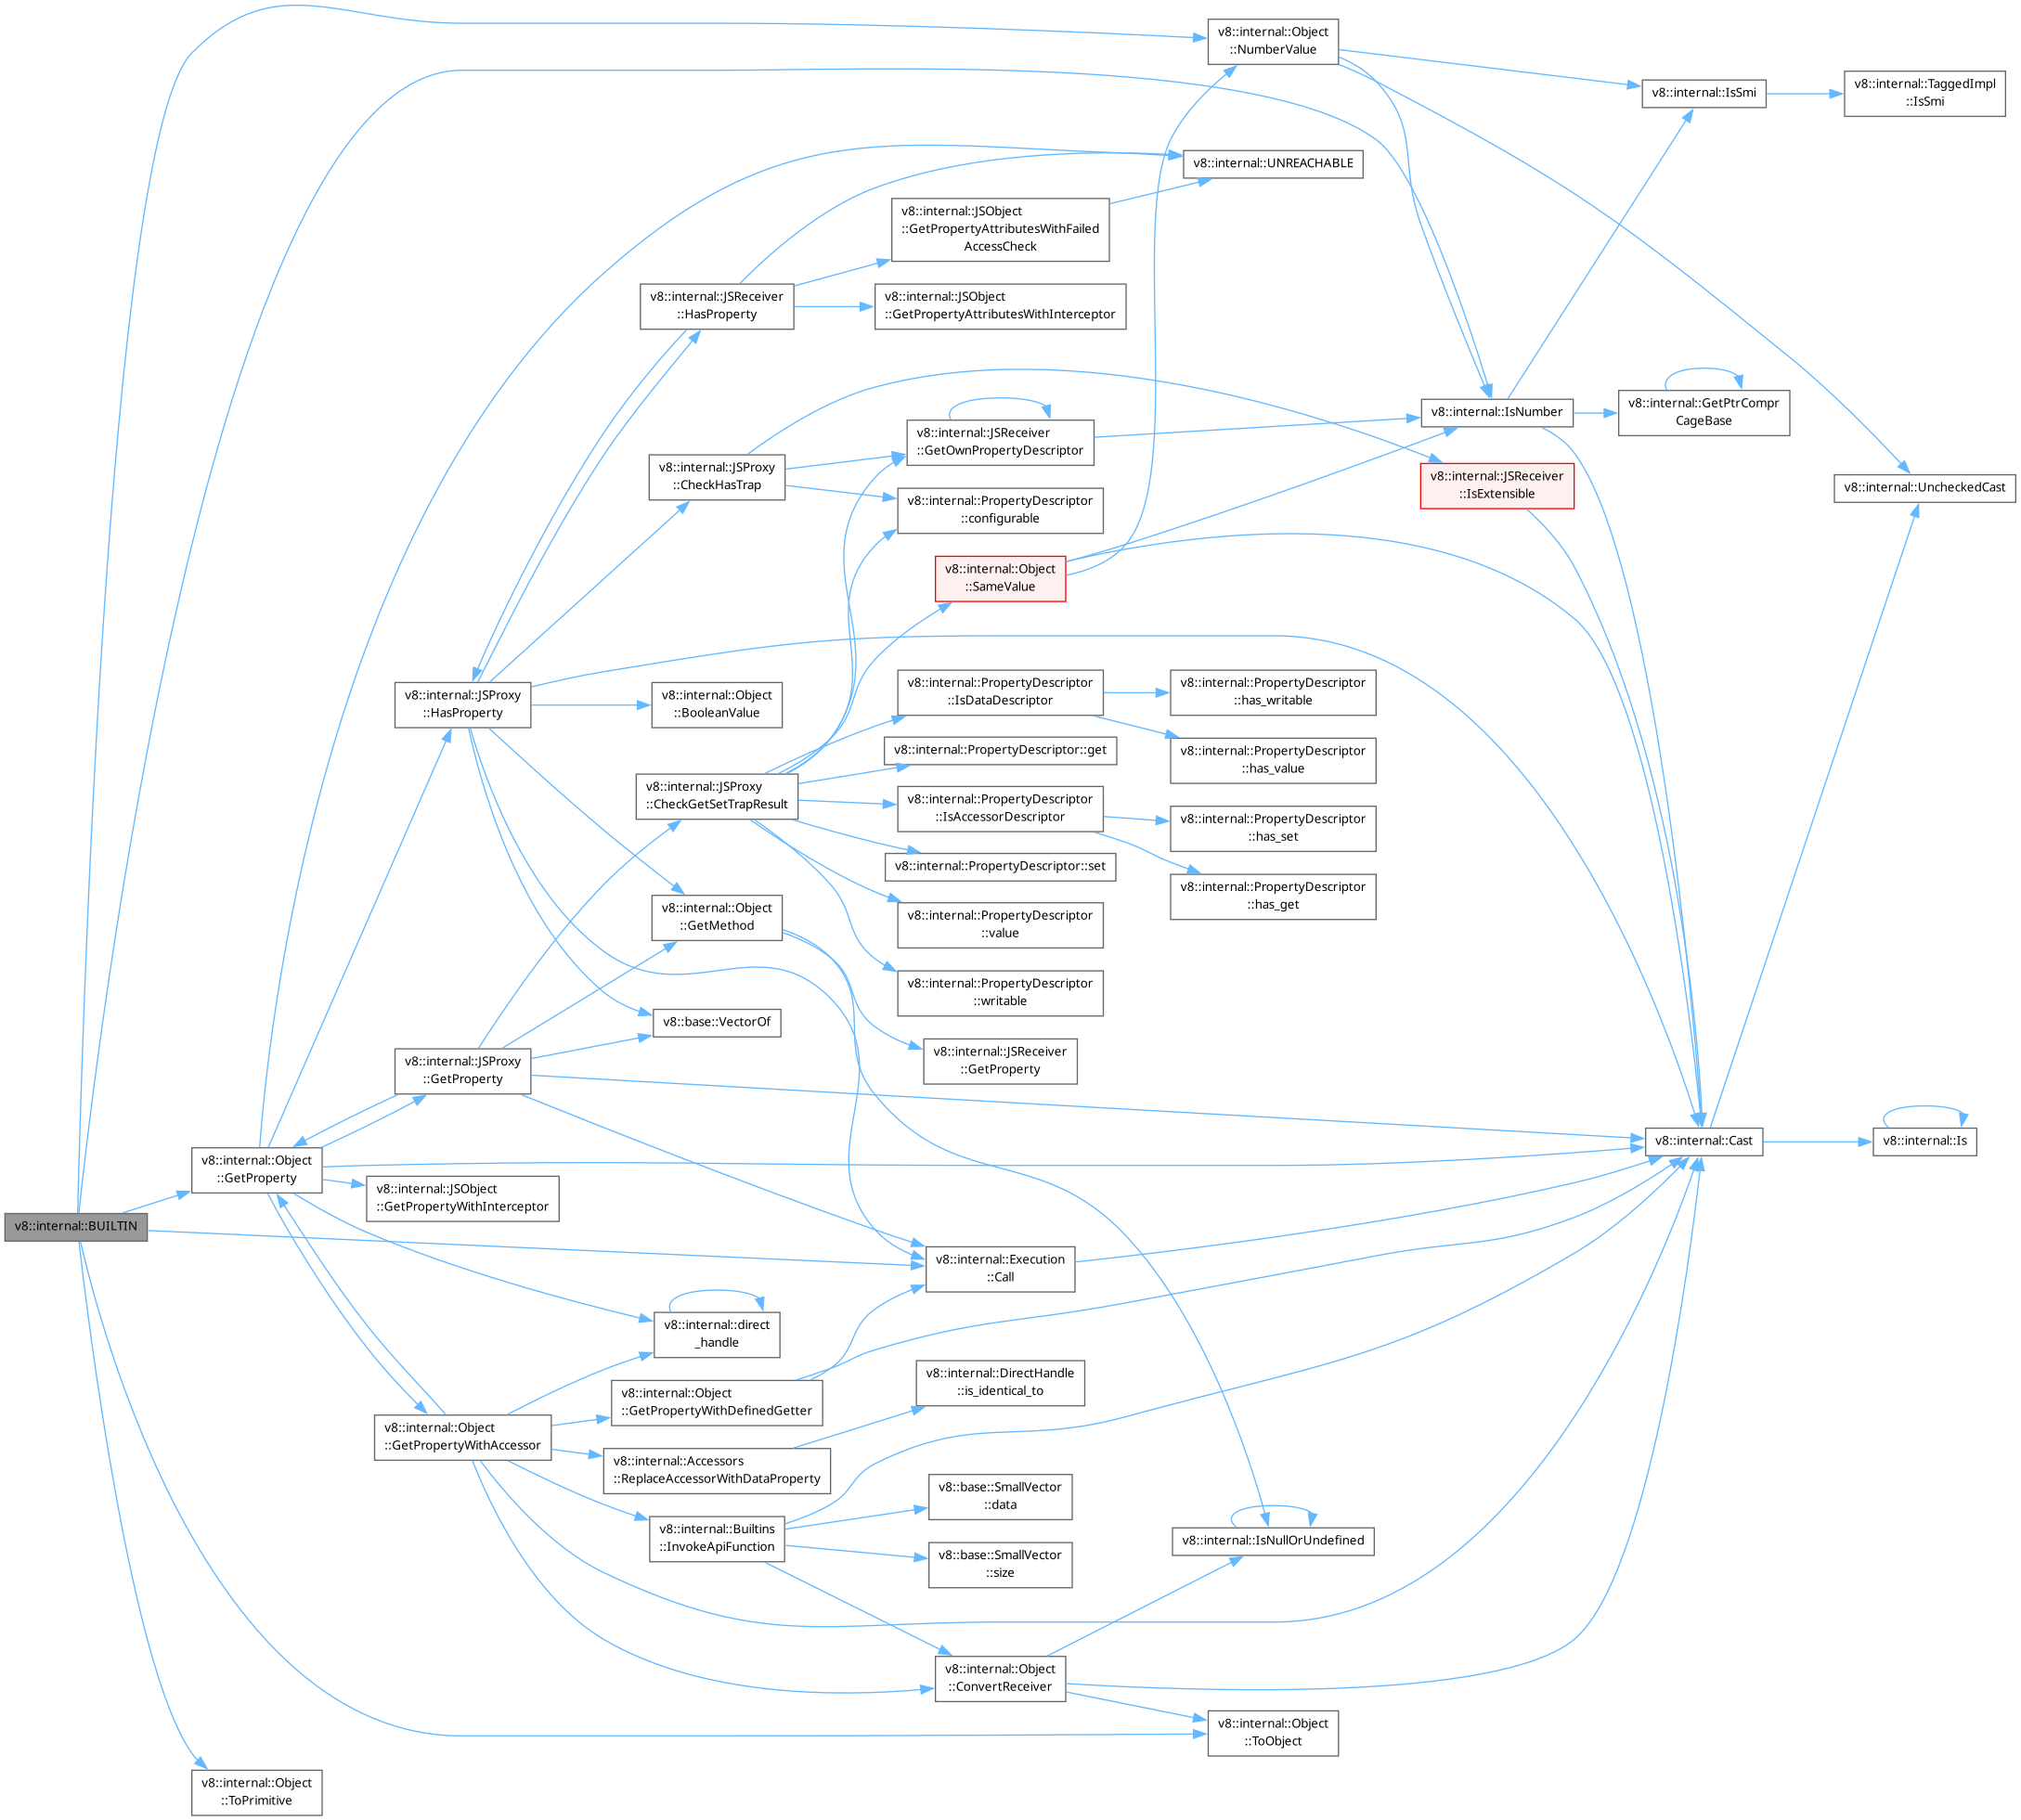 v8::internal::Object
::NumberValue
v8::internal::IsSmi
v8::internal::TaggedImpl
::IsSmi
v8::internal::UNREACHABLE
v8::internal::JSObject
::GetPropertyAttributesWithFailed
AccessCheck
v8::internal::JSReceiver
::HasProperty
v8::internal::JSObject
::GetPropertyAttributesWithInterceptor
v8::internal::IsNumber
v8::internal::GetPtrCompr
CageBase
v8::internal::JSReceiver
::GetOwnPropertyDescriptor
v8::internal::JSProxy
::CheckHasTrap
v8::internal::JSReceiver
::IsExtensible
v8::internal::UncheckedCast
v8::internal::PropertyDescriptor
::configurable
v8::internal::Object
::SameValue
v8::internal::JSProxy
::HasProperty
v8::internal::Object
::BooleanValue
v8::internal::PropertyDescriptor
::IsDataDescriptor
v8::internal::PropertyDescriptor
::has_writable
v8::internal::PropertyDescriptor::get
v8::internal::PropertyDescriptor
::has_value
v8::internal::JSProxy
::CheckGetSetTrapResult
v8::internal::PropertyDescriptor
::IsAccessorDescriptor
v8::internal::PropertyDescriptor
::has_set
v8::internal::PropertyDescriptor::set
v8::internal::PropertyDescriptor
::has_get
v8::internal::Object
::GetMethod
v8::internal::PropertyDescriptor
::value
v8::internal::PropertyDescriptor
::writable
v8::base::VectorOf
v8::internal::JSReceiver
::GetProperty
v8::internal::JSProxy
::GetProperty
v8::internal::Cast
v8::internal::Is
v8::internal::Object
::GetProperty
v8::internal::JSObject
::GetPropertyWithInterceptor
v8::internal::BUILTIN
v8::internal::Execution
::Call
v8::internal::direct
_handle
v8::internal::DirectHandle
::is_identical_to
v8::internal::Object
::GetPropertyWithDefinedGetter
v8::internal::Object
::GetPropertyWithAccessor
v8::internal::Accessors
::ReplaceAccessorWithDataProperty
v8::base::SmallVector
::data
v8::internal::Builtins
::InvokeApiFunction
v8::internal::IsNullOrUndefined
v8::base::SmallVector
::size
v8::internal::Object
::ConvertReceiver
v8::internal::Object
::ToObject
v8::internal::Object
::ToPrimitive